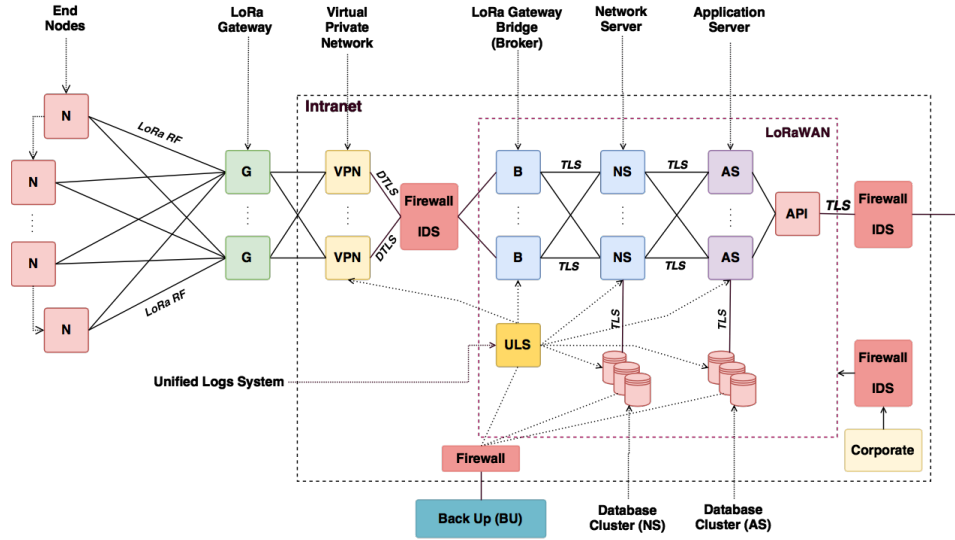 End
Nodes
LoRa
Gateway
Virtual
Private
Network
LoRa Gateway
Bridge
(Broker)
Network
Server
Application
Server
Intranet
LoRaWAN
N
N
N
N
LoRa RF
LoRa RF
G
G
VPN
VPN
DTLS
DTLS
Firewall
IDS
B
B
TLS
TLS
NS
NS
TLS
TLS
AS
AS
API
TLS
Firewall
IDS
TLS
TLS
ULS
Unified Logs System
Firewall
IDS
Corporate
Firewall
Back Up (BU)
Database
Cluster (NS)
Database
Cluster (AS)